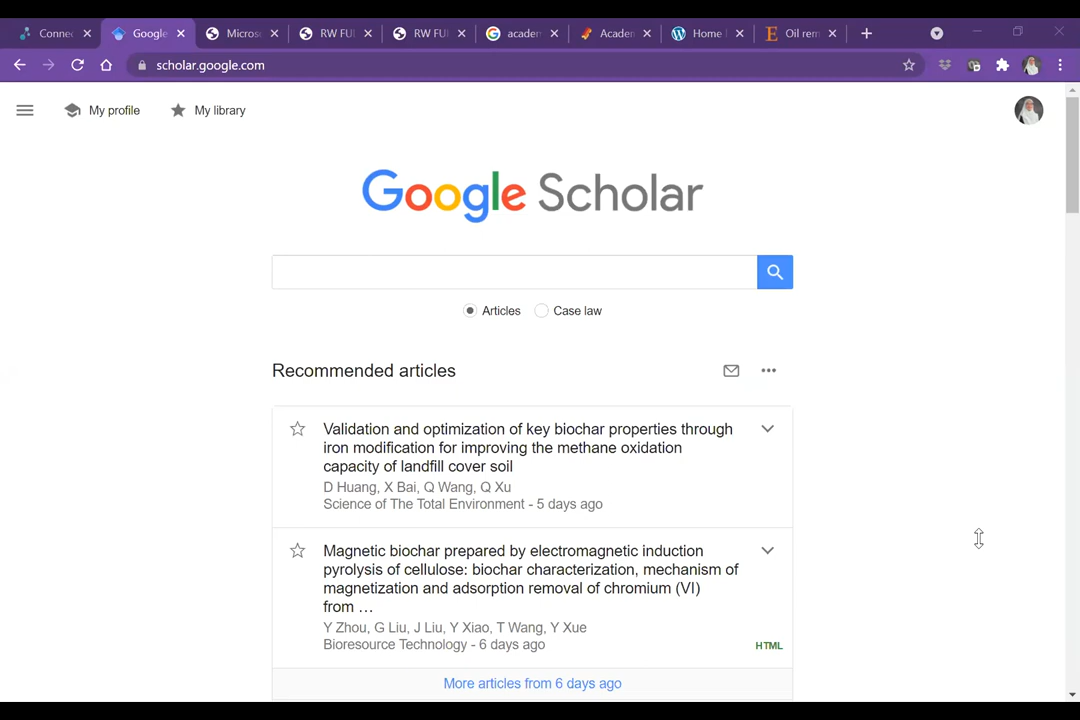 Connec
Google
Micros
RW FUI
RW FUI
acaden
Academ
Home
Oil rem
scholar.google.com
My profile
My library
Google Scholar
Articles
Case law
Recommended articles
Validation and optimization of key biochar properties through
iron modification for improving the methane oxidation
capacity of landfill cover soil
D Huang, X Bai, Q Wang, Q Xu
Science of The Total Environment - 5 days ago
Magnetic biochar prepared by electromagnetic induction
pyrolysis of cellulose: biochar characterization, mechanism of
magnetization and adsorption removal of chromium (VI)
from …
Y Zhou, G Liu, J Liu, Y Xiao, T Wang, Y Xue
Bioresource Technology - 6 days ago
HTML
More articles from 6 days ago